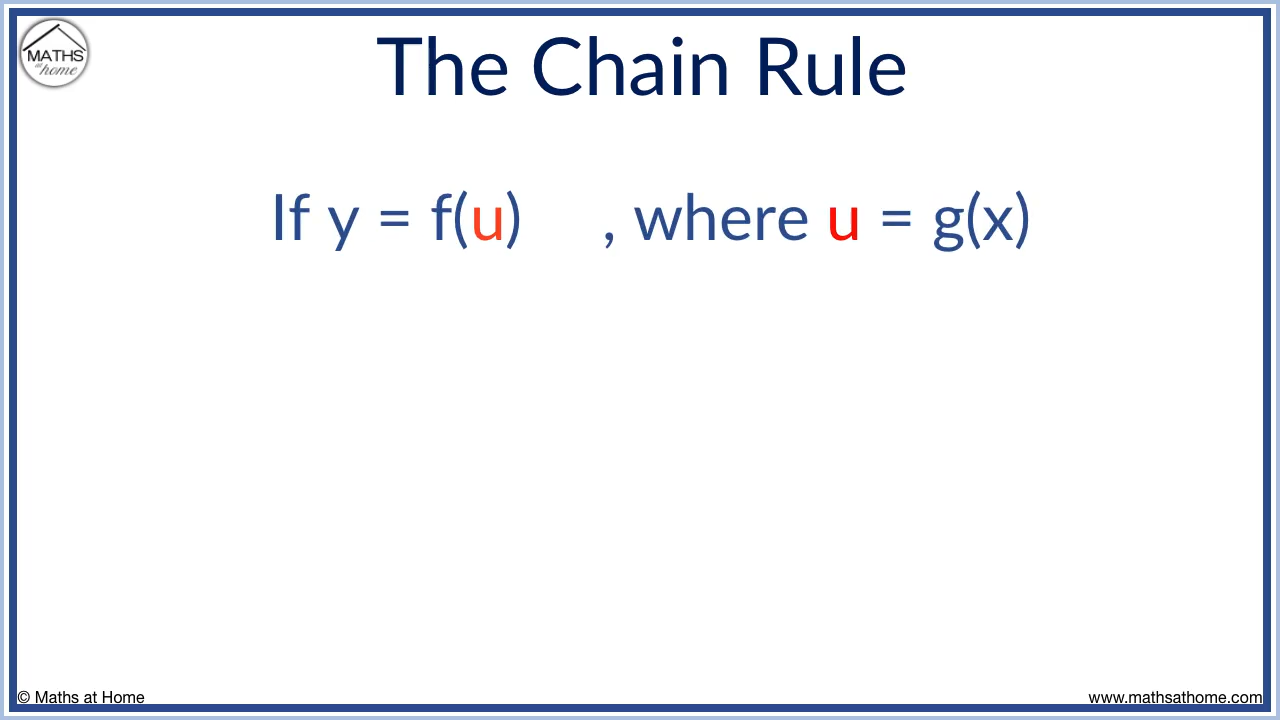 MATHS
at
home
The Chain Rule
If y = f(u) , where u = g(x)
© Maths at Home
www.mathsathome.com